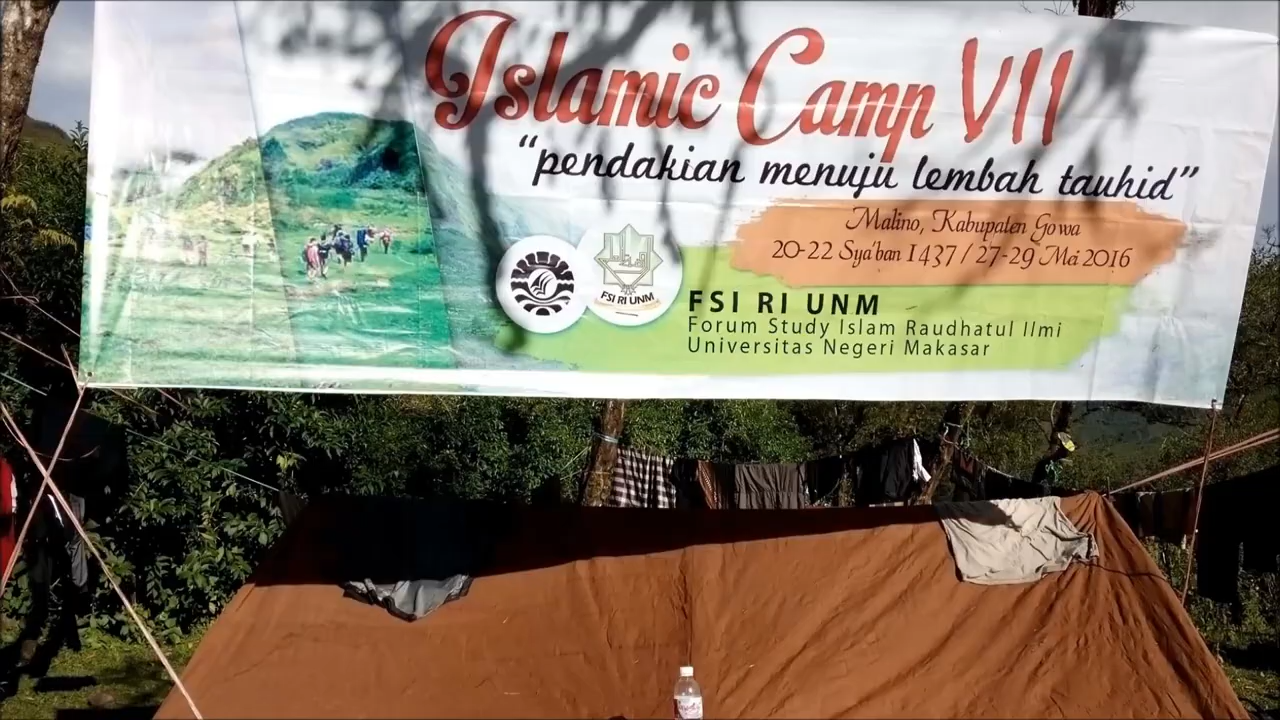 Islamic Camp VII
"pendakian menuju lembah tauhid"
Malino, Kabupaten Gowa
20-22 Sya'ban 1437 / 27-29 Mei 2016
FSI RI UNM
FSI RI UNM
Forum Study Islam Raudhatul Ilmi
Universitas Negeri Makasar